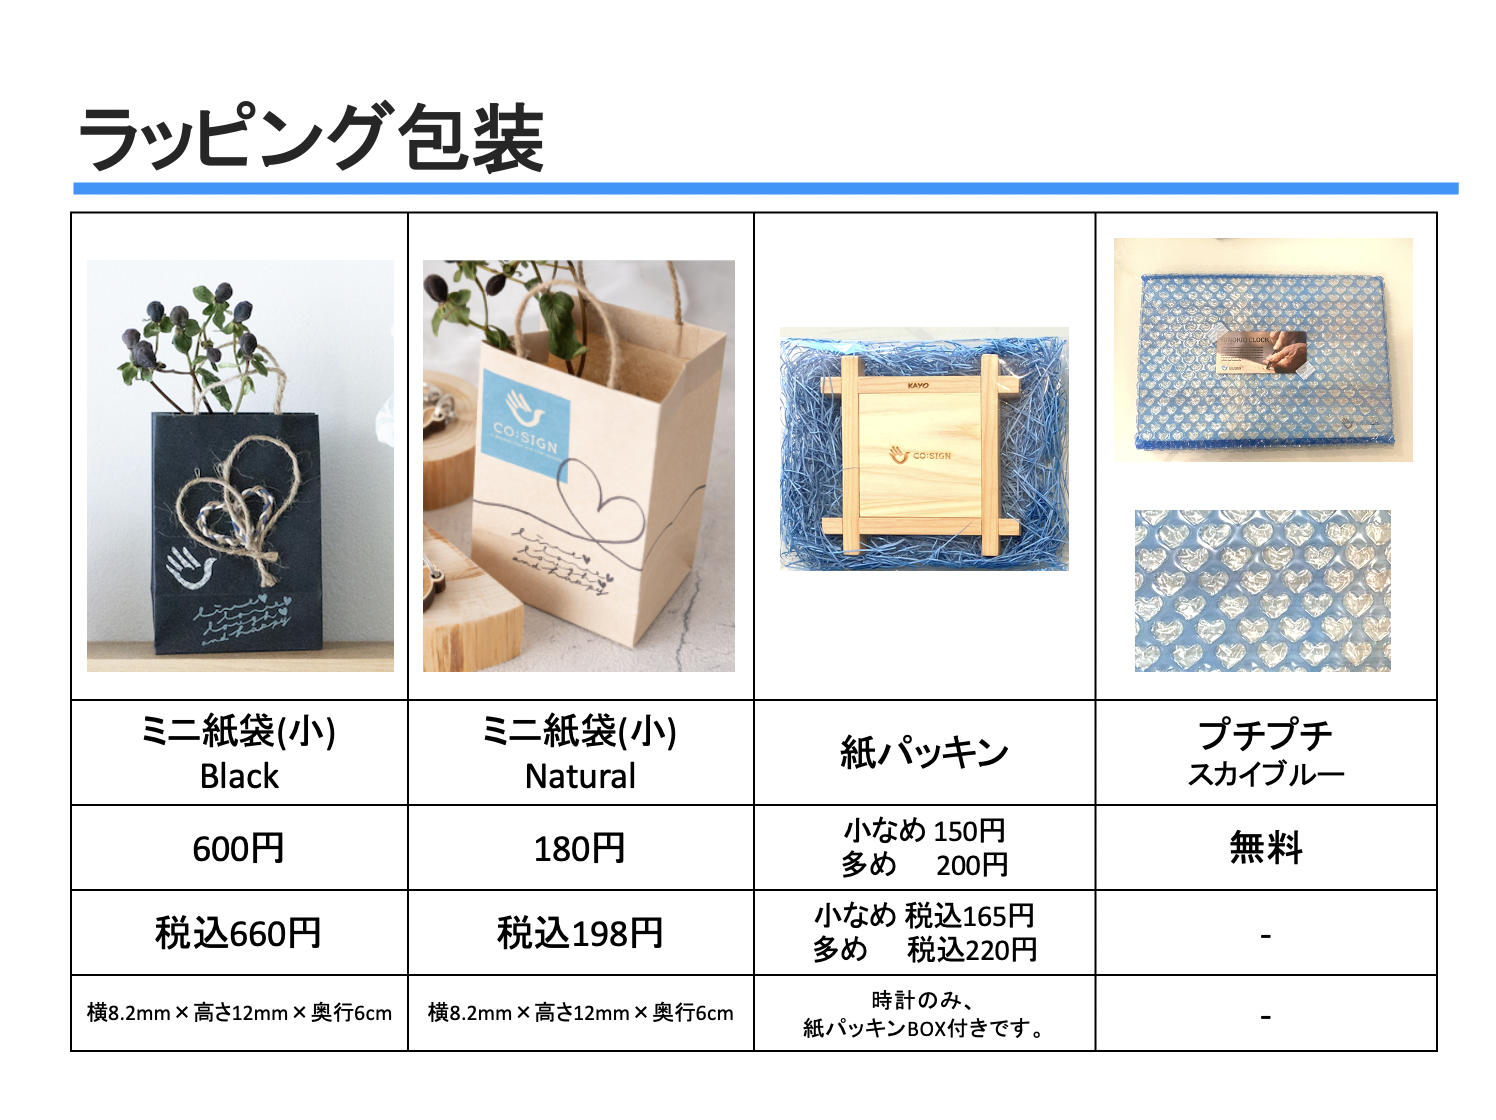 ラッピング包装
CO:SIGN
live♥
love♥
laugh♥
and happy
KAYO
CO:SIGN
ミニ紙袋(小)
Black
ミニ紙袋(小)
Natural
紙パッキン
プチプチ
スカイブルー
600円
180円
小なめ 150円
多め 200円
無料
税込660円
税込198円
小なめ 税込165円
多め 税込220円
-
横8.2mm×高さ12mm×奥行6cm
横8.2mm×高さ12mm×奥行6cm
時計のみ、
紙パッキンBOX付きです。
-